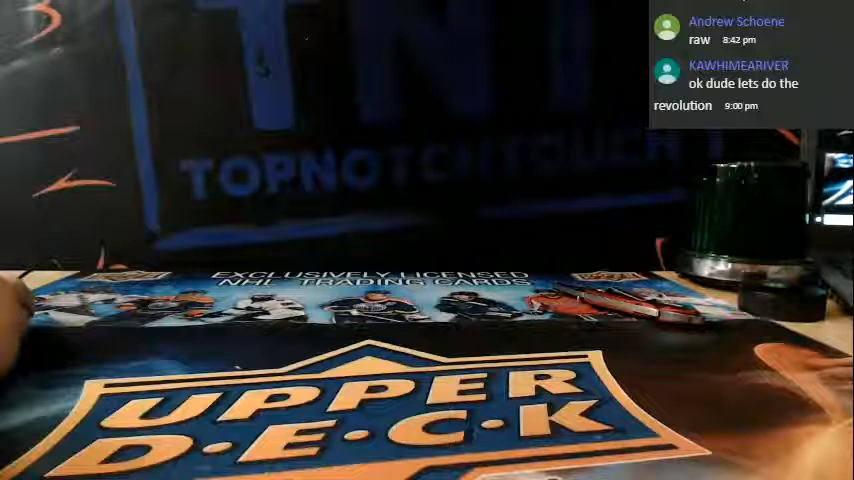 Andrew Schoene
raw 8:42 pm
KAWHIMEARIVER
ok dude lets do the
revolution 9:00 pm
TNT
TOPNOTCHTOUCH
EXCLUSIVELY LICENSED
NHL TRADING CARDS
UPPER
D·E·C·K